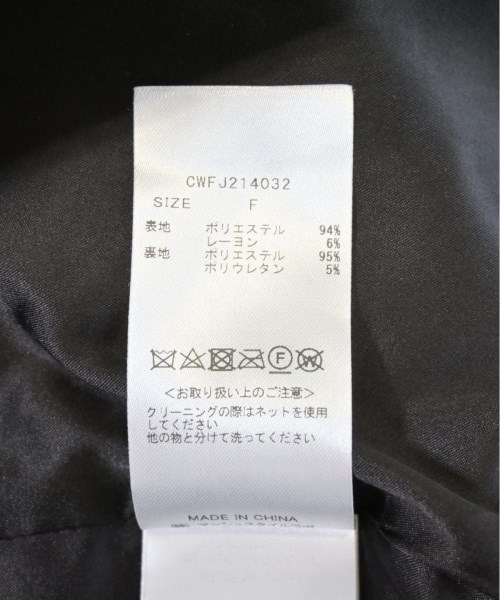 CWFJ214032
SIZE F
表地 ポリエステル 94%
レーヨン 6%
裏地 ポリエステル 95%
ポリウレタン 5%
F W
＜お取り扱い上のご注意＞
クリーニングの際はネットを使用
してください
他の物と分けて洗ってください
MADE IN CHINA